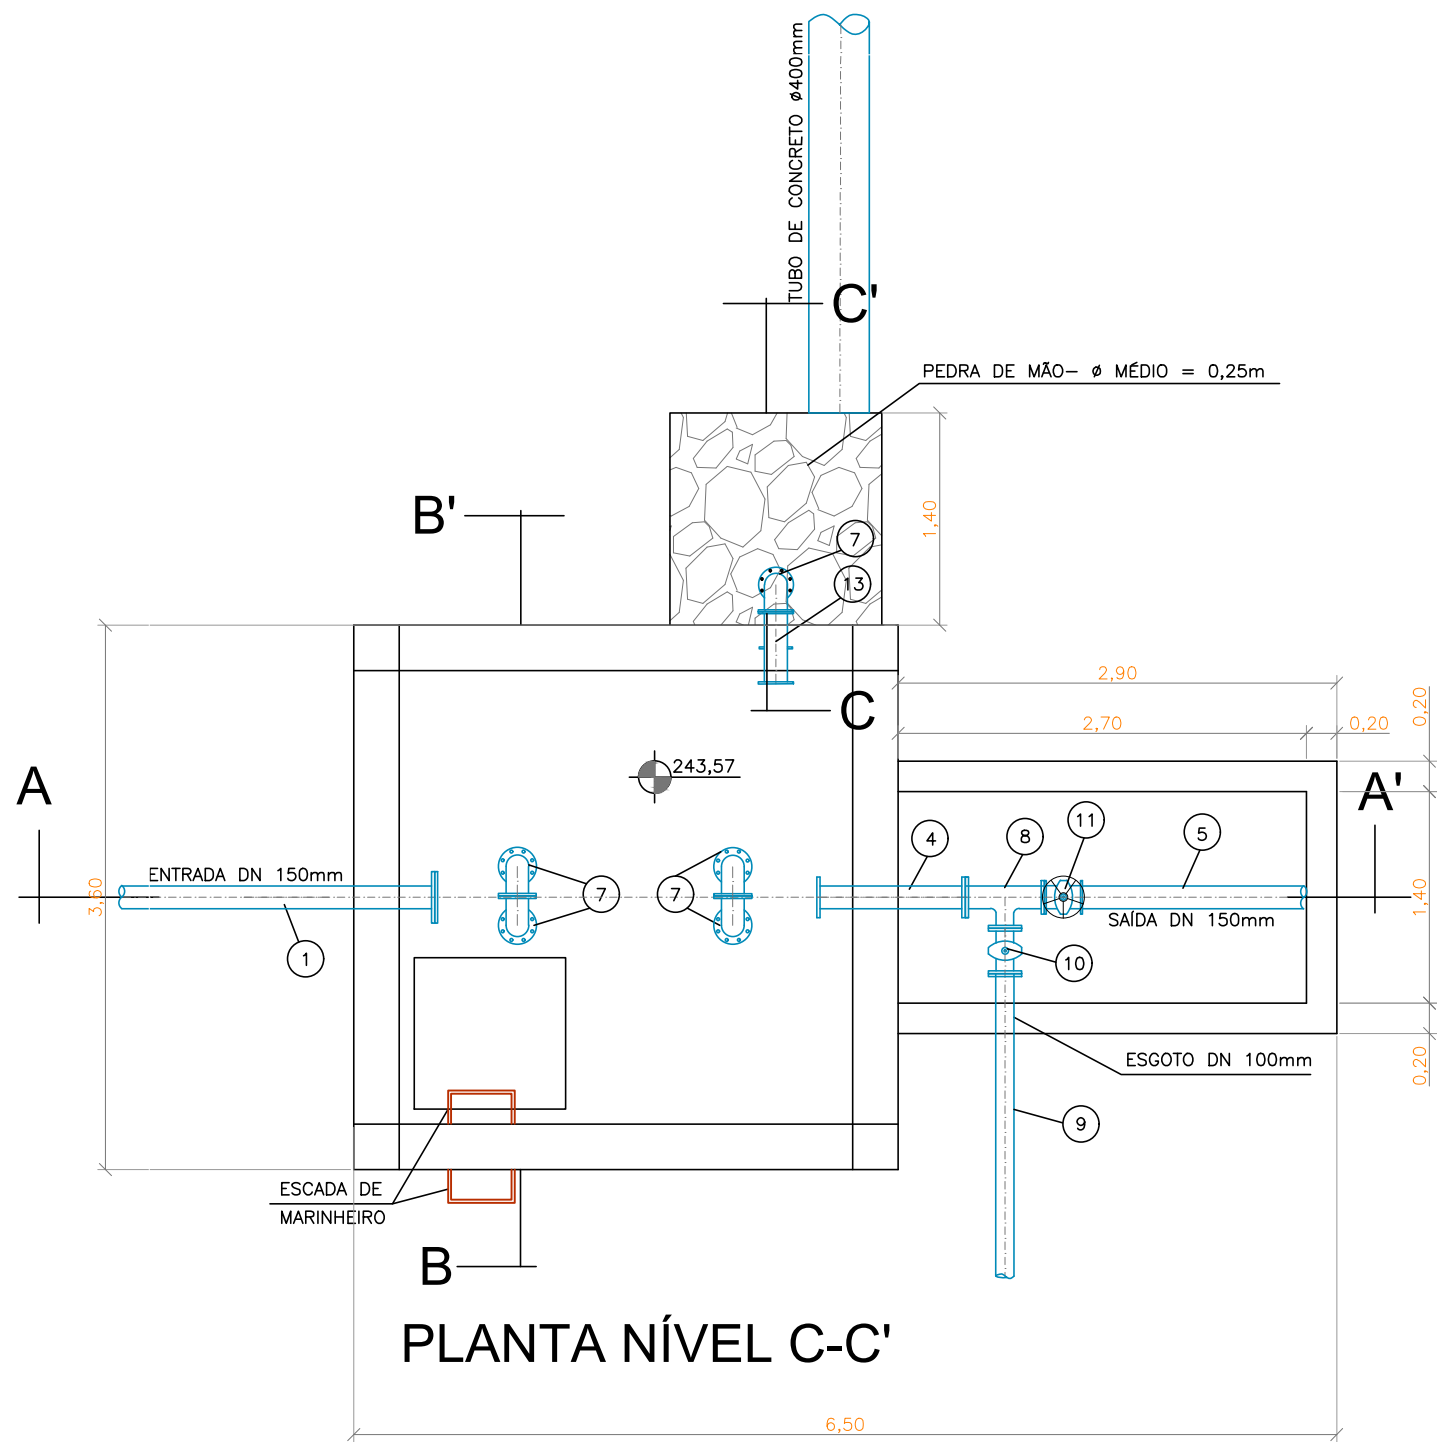 TUBO DE CONCRETO ø400mm
C'
PEDRA DE MÃO- ø MÉDIO = 0,25m
B'
1,40
7
13
2,90
C
2,70
0,20
0,20
A
243,57
A'
4
8
11
5
ENTRADA DN 150mm
3,60
7
7
1,40
SAÍDA DN 150mm
1
10
ESGOTO DN 100mm
0,20
9
ESCADA DE
MARINHEIRO
B
PLANTA NÍVEL C-C'
6,50